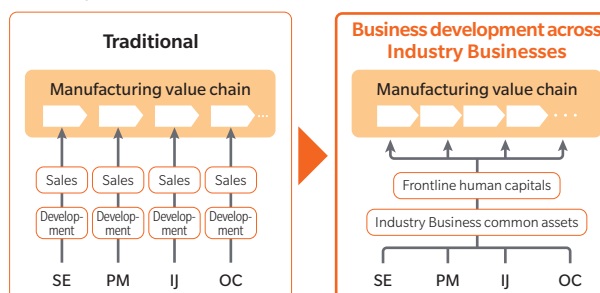 Traditional
Manufacturing value chain
...
Sales Sales Sales Sales
Develop-
ment
Develop-
ment
Develop-
ment
Develop-
ment
SE PM IJ OC
Business development across
Industry Businesses
Manufacturing value chain
...
Frontline human capitals
Industry Business common assets
SE PM IJ OC